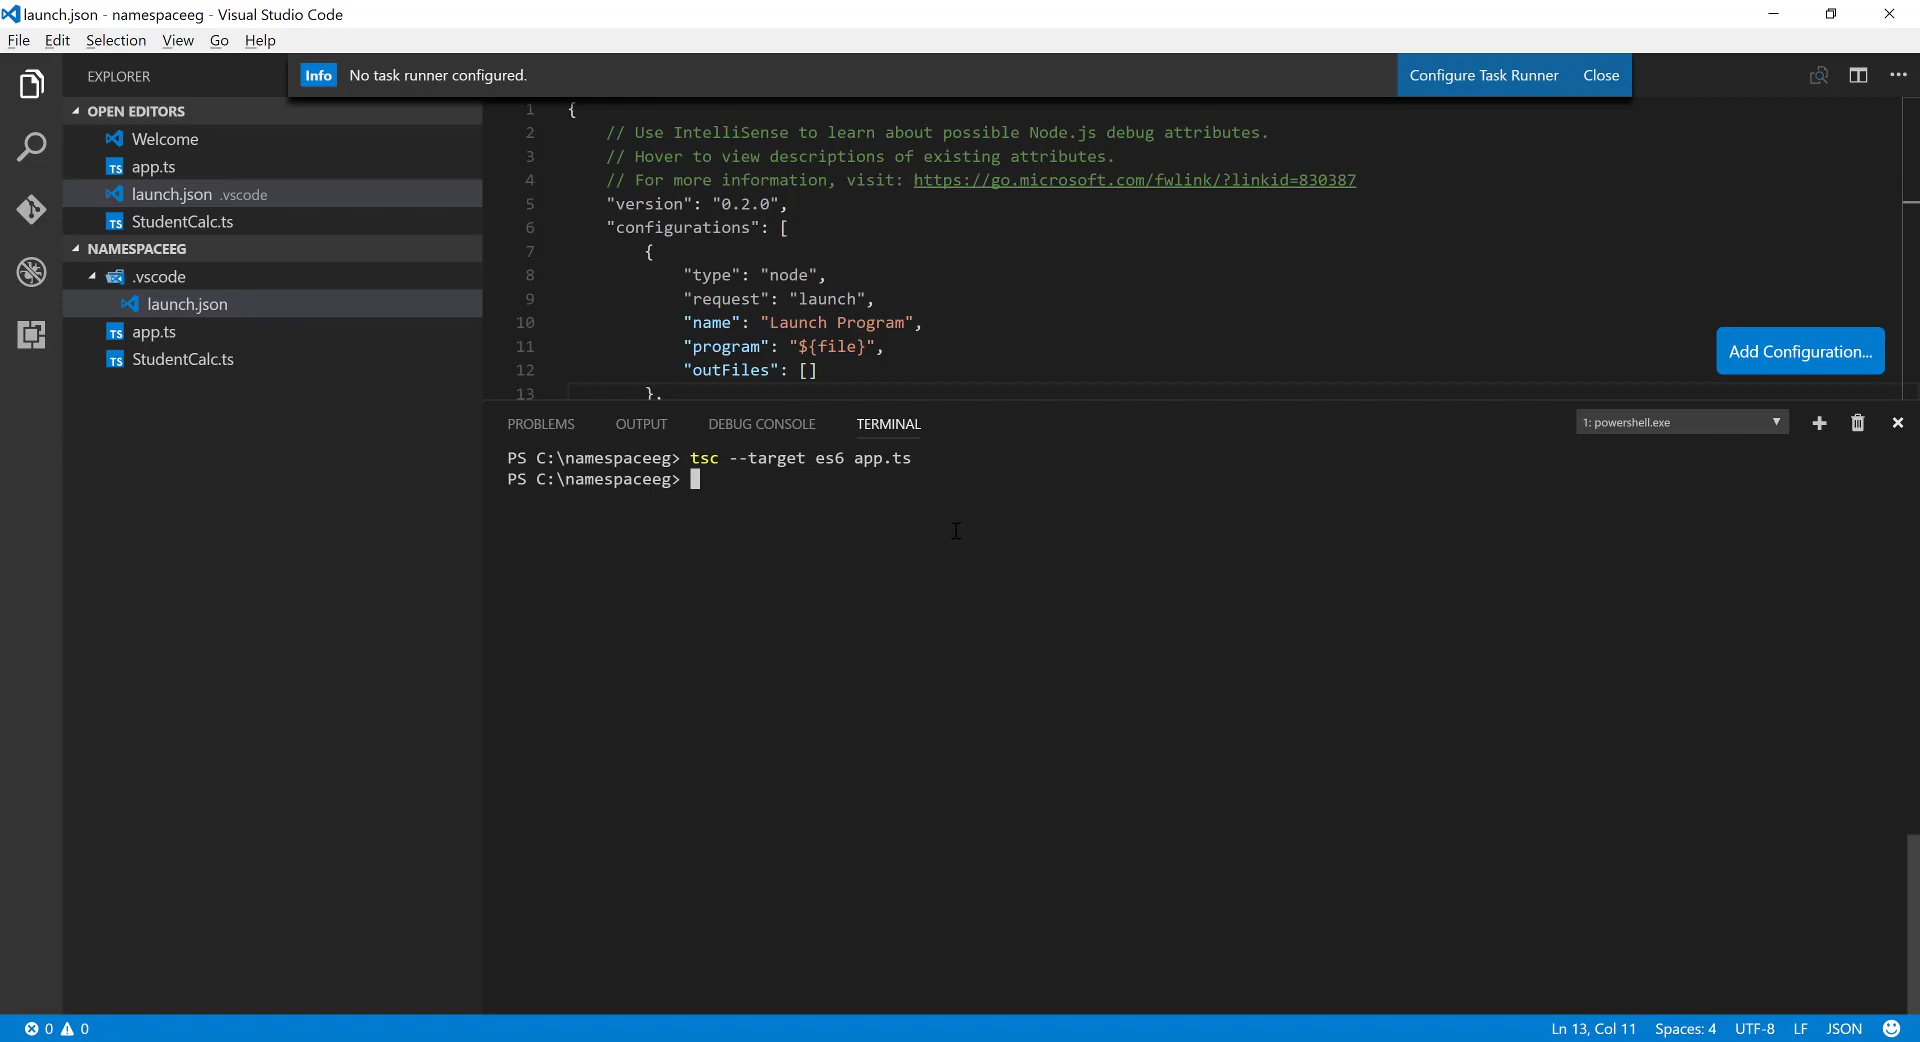 launch.json - namespaceeg - Visual Studio Code
File Edit Selection View Go Help
EXPLORER
Info No task runner configured. Configure Task Runner Close
OPEN EDITORS
Welcome
TS app.ts
launch.json .vscode
TS StudentCalc.ts
NAMESPACEEG
.vscode
launch.json
TS app.ts
TS StudentCalc.ts
1 {
2 // Use IntelliSense to learn about possible Node.js debug attributes.
3 // Hover to view descriptions of existing attributes.
4 // For more information, visit: https://go.microsoft.com/fwlink/?linkid=830387
5 "version": "0.2.0",
6 "configurations": [
7 {
8 "type": "node",
9 "request": "launch",
10 "name": "Launch Program",
11 "program": "${file}",
12 "outFiles": []
13 },
Add Configuration...
PROBLEMS OUTPUT DEBUG CONSOLE TERMINAL 1: powershell.exe
PS C:\namespaceeg> tsc --target es6 app.ts
PS C:\namespaceeg>
0 0 Ln 13, Col 11 Spaces: 4 UTF-8 LF JSON